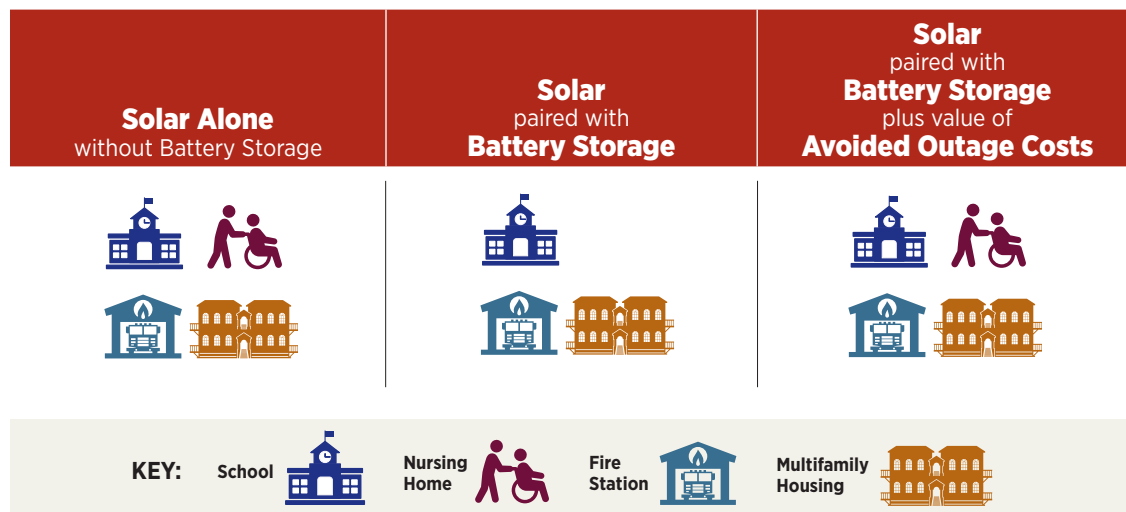 Solar Alone
without Battery Storage
Solar
paired with
Battery Storage
Solar
paired with
Battery Storage
plus value of
Avoided Outage Costs
KEY:
School
Nursing
Home
Fire
Station
Multifamily
Housing